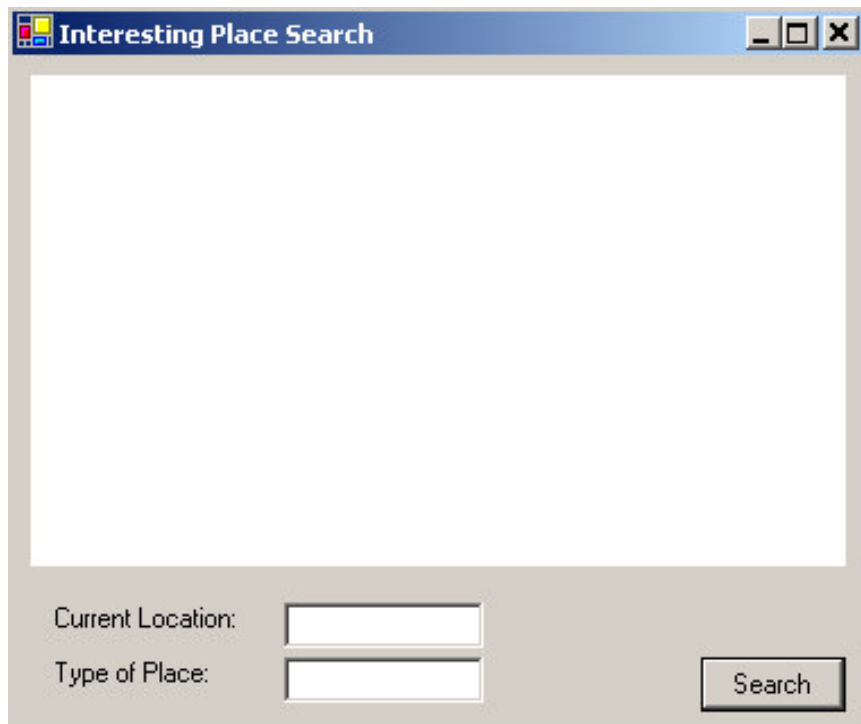 Interesting Place Search
Current Location:
Type of Place:
Search